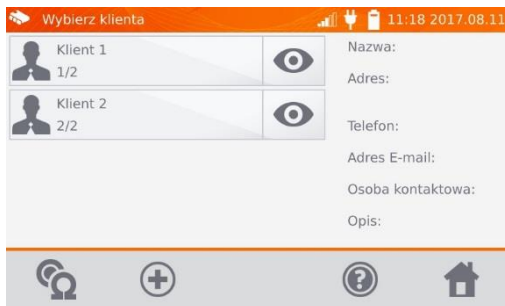 Wybierz klienta
11:18 2017.08.11
Klient 1
1/2
Klient 2
2/2
Nazwa:
Adres:
Telefon:
Adres E-mail:
Osoba kontaktowa:
Opis: